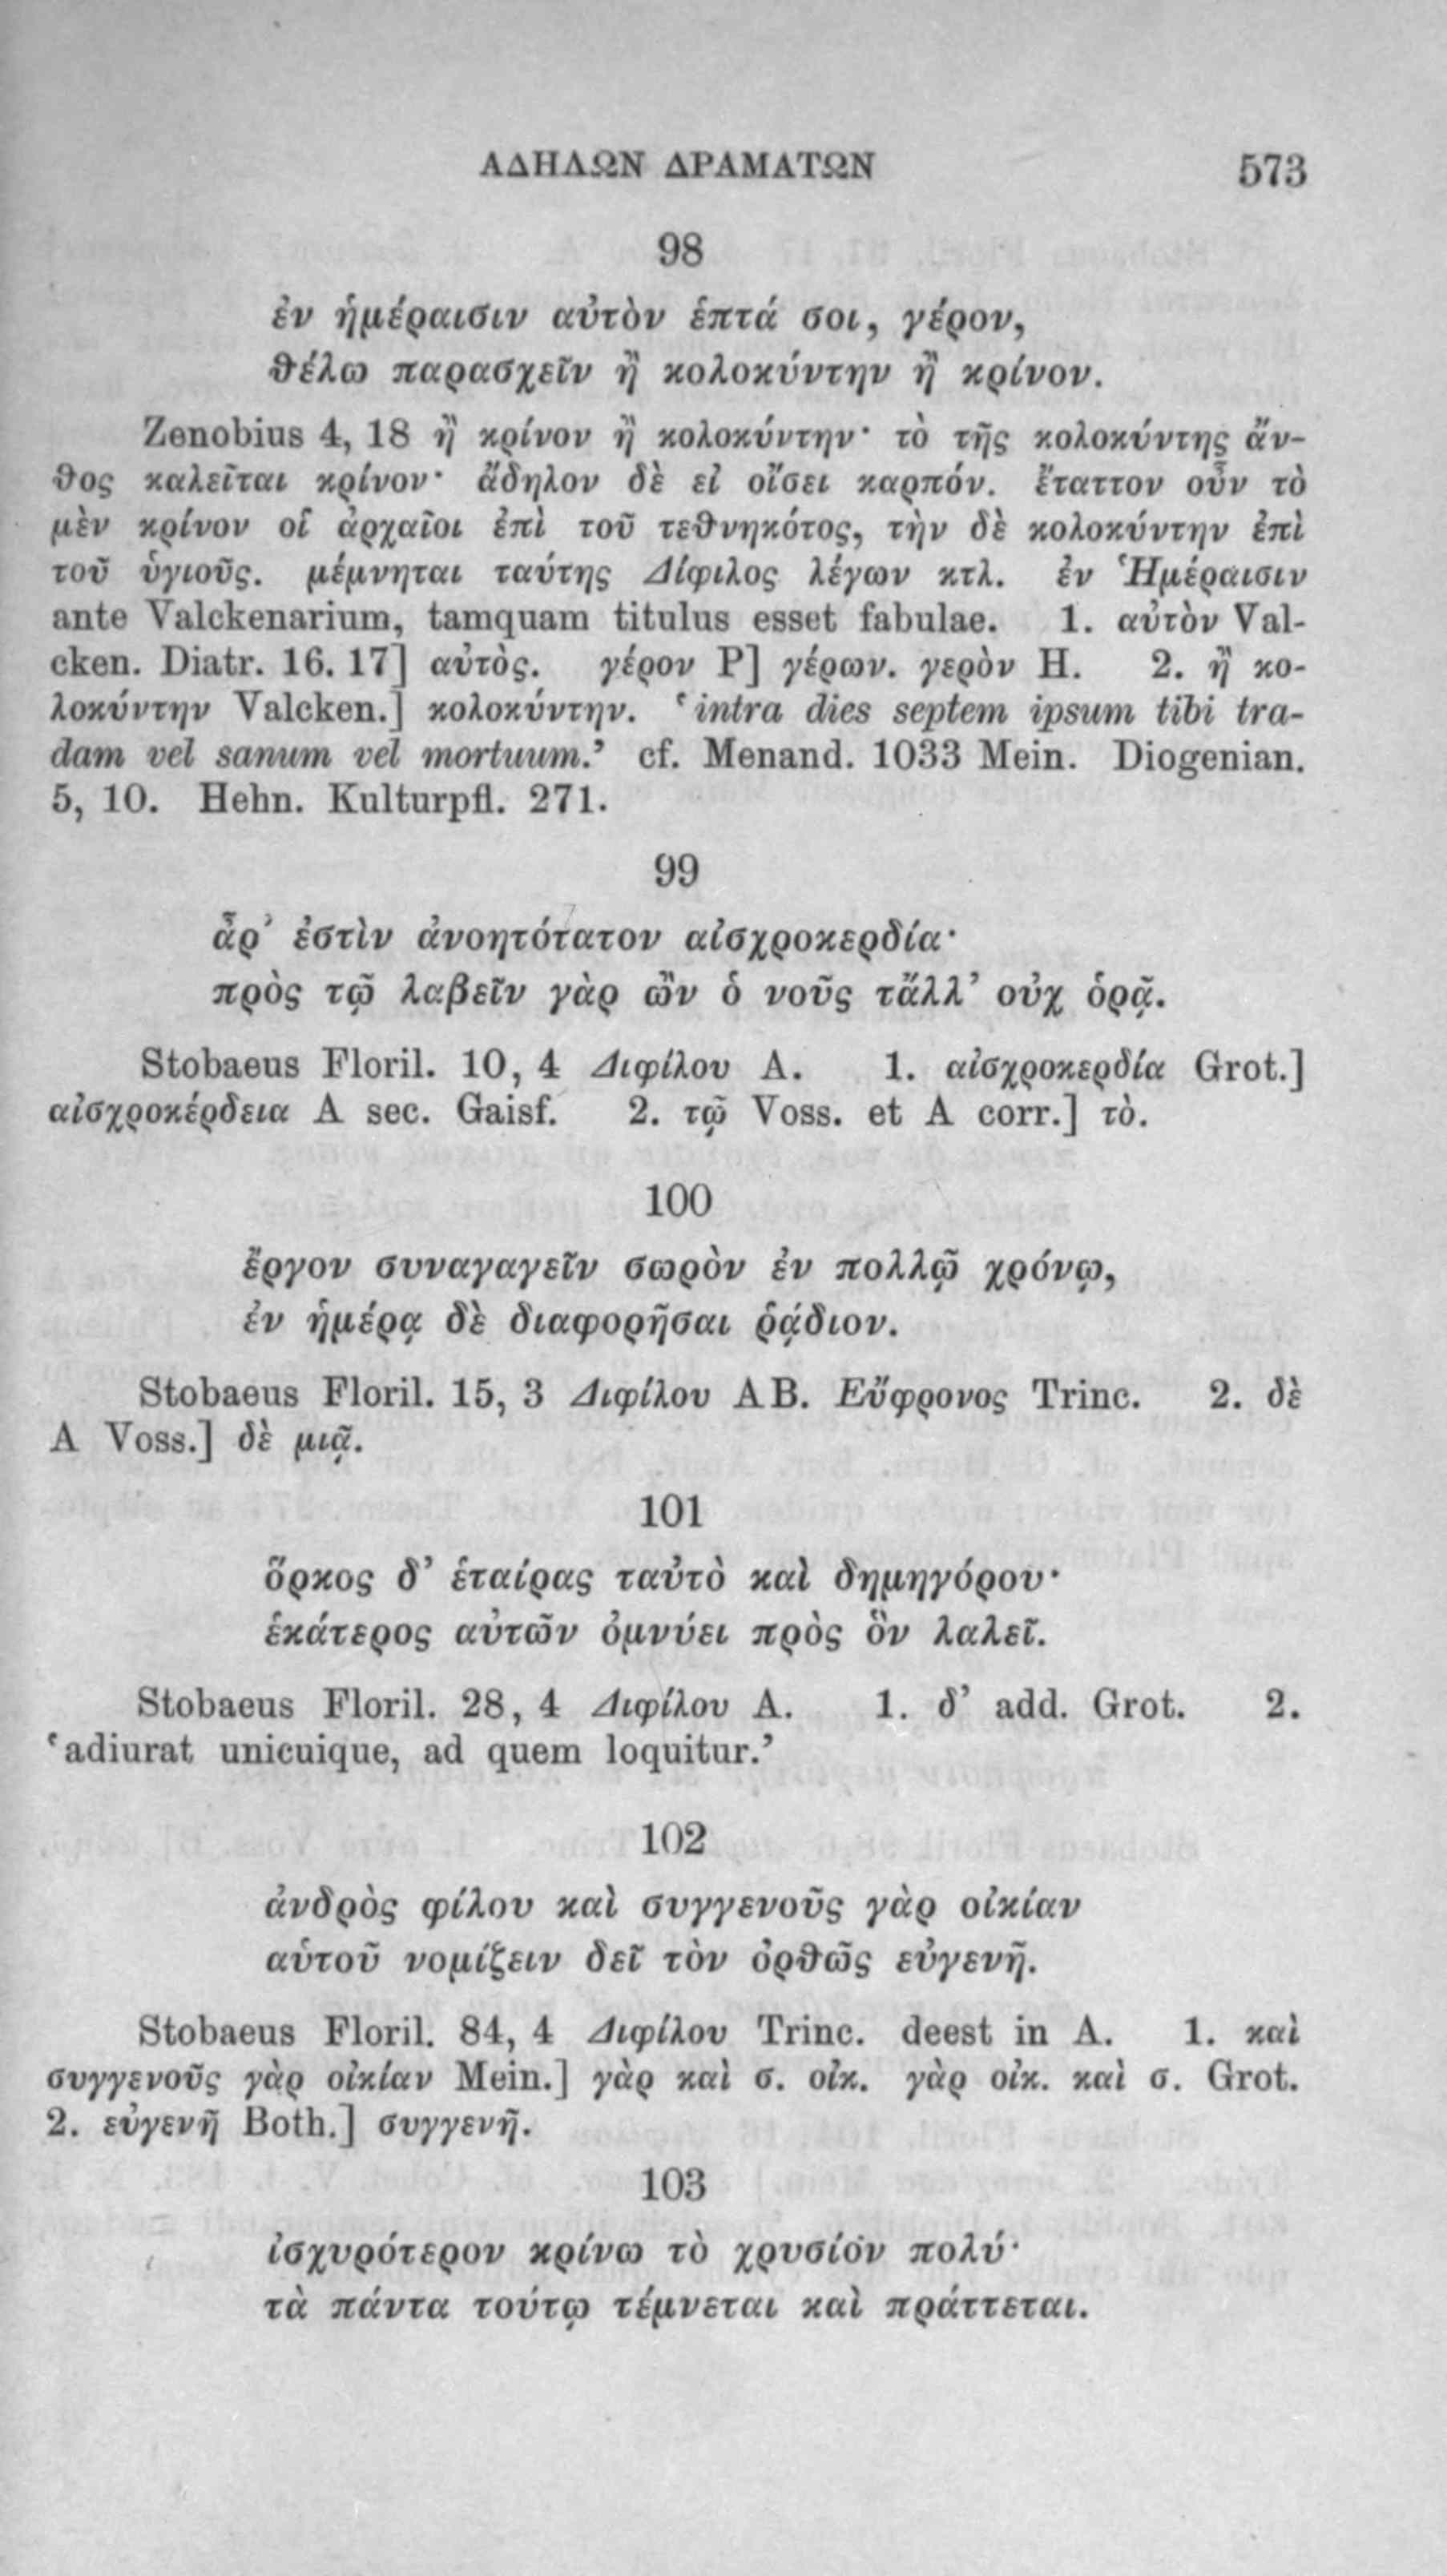 ΑΔΗΛΩΝ ΔΡΑΜΑΤΩΝ 573
98
ἐν ἡμέραισιν αὐτὸν ἑπτά σοι, γέρον,
θέλω παρασχεῖν ἢ κολοκύντην ἢ κρίνον.
Zenobius 4, 18 ἢ κρίνον ἢ κολοκύντην· τὸ τῆς κολοκύντης ἄν-
θος καλεῖται κρίνον· ἄδηλον δὲ εἰ οἴσει καρπόν. ἔταττον οὖν τὸ
μὲν κρίνον οἱ ἀρχαῖοι ἐπὶ τοῦ τεθνηκότος, τὴν δὲ κολοκύντην ἐπὶ
τοῦ ὑγιοῦς. μέμνηται ταύτης Δίφιλος λέγων κτλ. ἐν Ἡμέραισιν
ante Valckenarium, tamquam titulus esset fabulae. 1. αὐτὸν Val-
cken. Diatr. 16. 17] αὐτὸς. γέρον P] γέρων. γερὸν H. 2. ἢ κο-
λοκύντην Valcken.] κολοκύντην. ‘intra dies septem ipsum tibi tra-
dam vel sanum vel mortuum.’ cf. Menand. 1033 Mein. Diogenian.
5, 10. Hehn. Kulturpfl. 271.
99
ἆρ’ ἐστὶν ἀνοητότατον αἰσχροκερδία·
πρὸς τῷ λαβεῖν γὰρ ὢν ὁ νοῦς τἄλλ’ οὐχ ὁρᾷ.
Stobaeus Floril. 10, 4 Διφίλου A. 1. αἰσχροκερδία Grot.]
αἰσχροκέρδεια A sec. Gaisf. 2. τῷ Voss. et A corr.] τὸ.
100
ἔργον συναγαγεῖν σωρὸν ἐν πολλῷ χρόνῳ,
ἐν ἡμέρᾳ δὲ διαφορῆσαι ῥᾴδιον.
Stobaeus Floril. 15, 3 Διφίλου AB. Εὔφρονος Trinc. 2. δὲ
A Voss.] δὲ μιᾷ.
101
ὅρκος δ’ ἑταίρας ταὐτὸ καὶ δημηγόρου·
ἑκάτερος αὐτῶν ὀμνύει πρὸς ὃν λαλεῖ.
Stobaeus Floril. 28, 4 Διφίλου A. 1. δ’ add. Grot. 2.
‘adiurat unicuique, ad quem loquitur.’
102
ἀνδρὸς φίλου καὶ συγγενοῦς γὰρ οἰκίαν
αὑτοῦ νομίζειν δεῖ τὸν ὀρθῶς εὐγενῆ.
Stobaeus Floril. 84, 4 Διφίλου Trinc. deest in A. 1. καὶ
συγγενοῦς γὰρ οἰκίαν Mein.] γὰρ καὶ σ. οἰκ. γὰρ οἰκ. καὶ σ. Grot.
2. εὐγενῆ Both.] συγγενῆ.
103
ἰσχυρότερον κρίνω τὸ χρυσίον πολύ·
τὰ πάντα τούτῳ τέμνεται καὶ πράττεται.